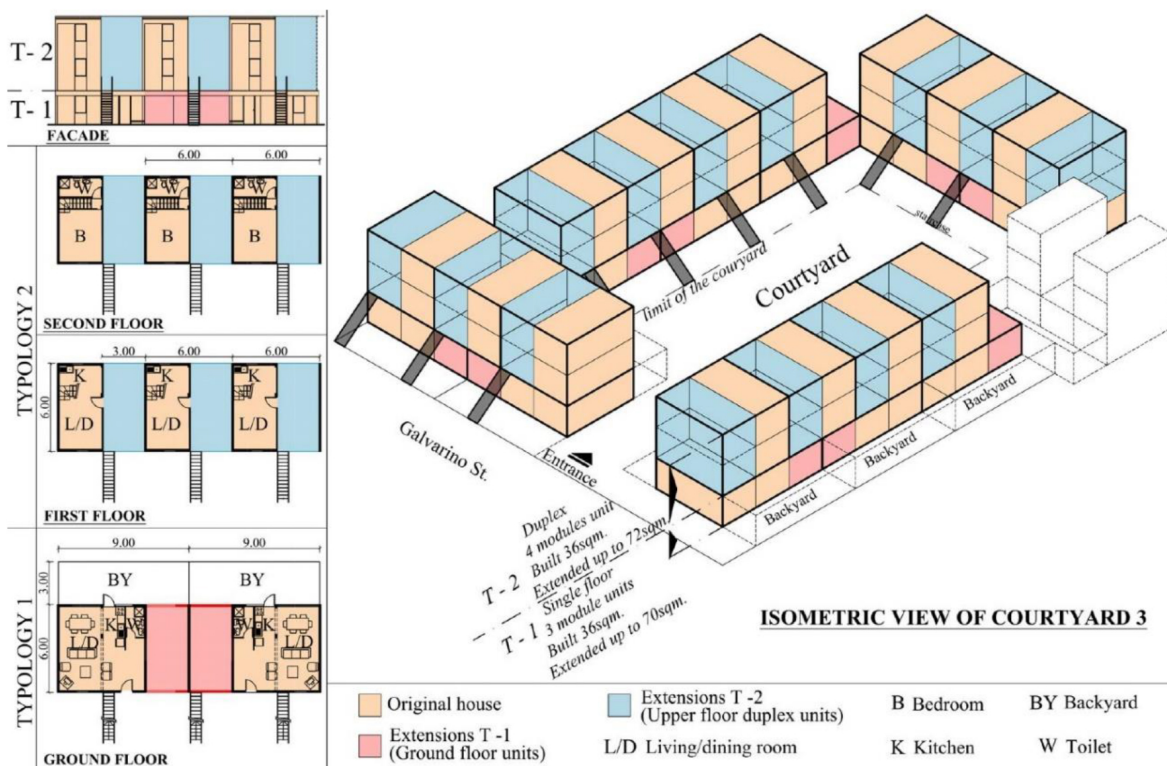 T- 2
T- 1
FACADE
TYPOLOGY 2
6.00
6.00
W
W
W
B
B
B
SECOND FLOOR
3.00
6.00
6.00
6.00
K
K
K
L/D
L/D
L/D
FIRST FLOOR
TYPOLOGY 1
9.00
9.00
3.00
6.00
BY
BY
K
W
W
K
L/D
L/D
GROUND FLOOR
Courtyard
limit of the couryard
staircase
Galvarino St.
Entrance
Backyard
Backyard
Backyard
Backyard
T- 2
Duplex
4 modules unit
Built 36sqm.
Extended up to 72sqm.
T- 1
Single floor
3 module units
Built 36sqm.
Extended up to 70sqm.
ISOMETRIC VIEW OF COURTYARD 3
Original house
Extensions T -1
(Ground floor units)
Extensions T -2
(Upper floor duplex units)
L/D Living/dining room
B Bedroom
K Kitchen
BY Backyard
W Toilet